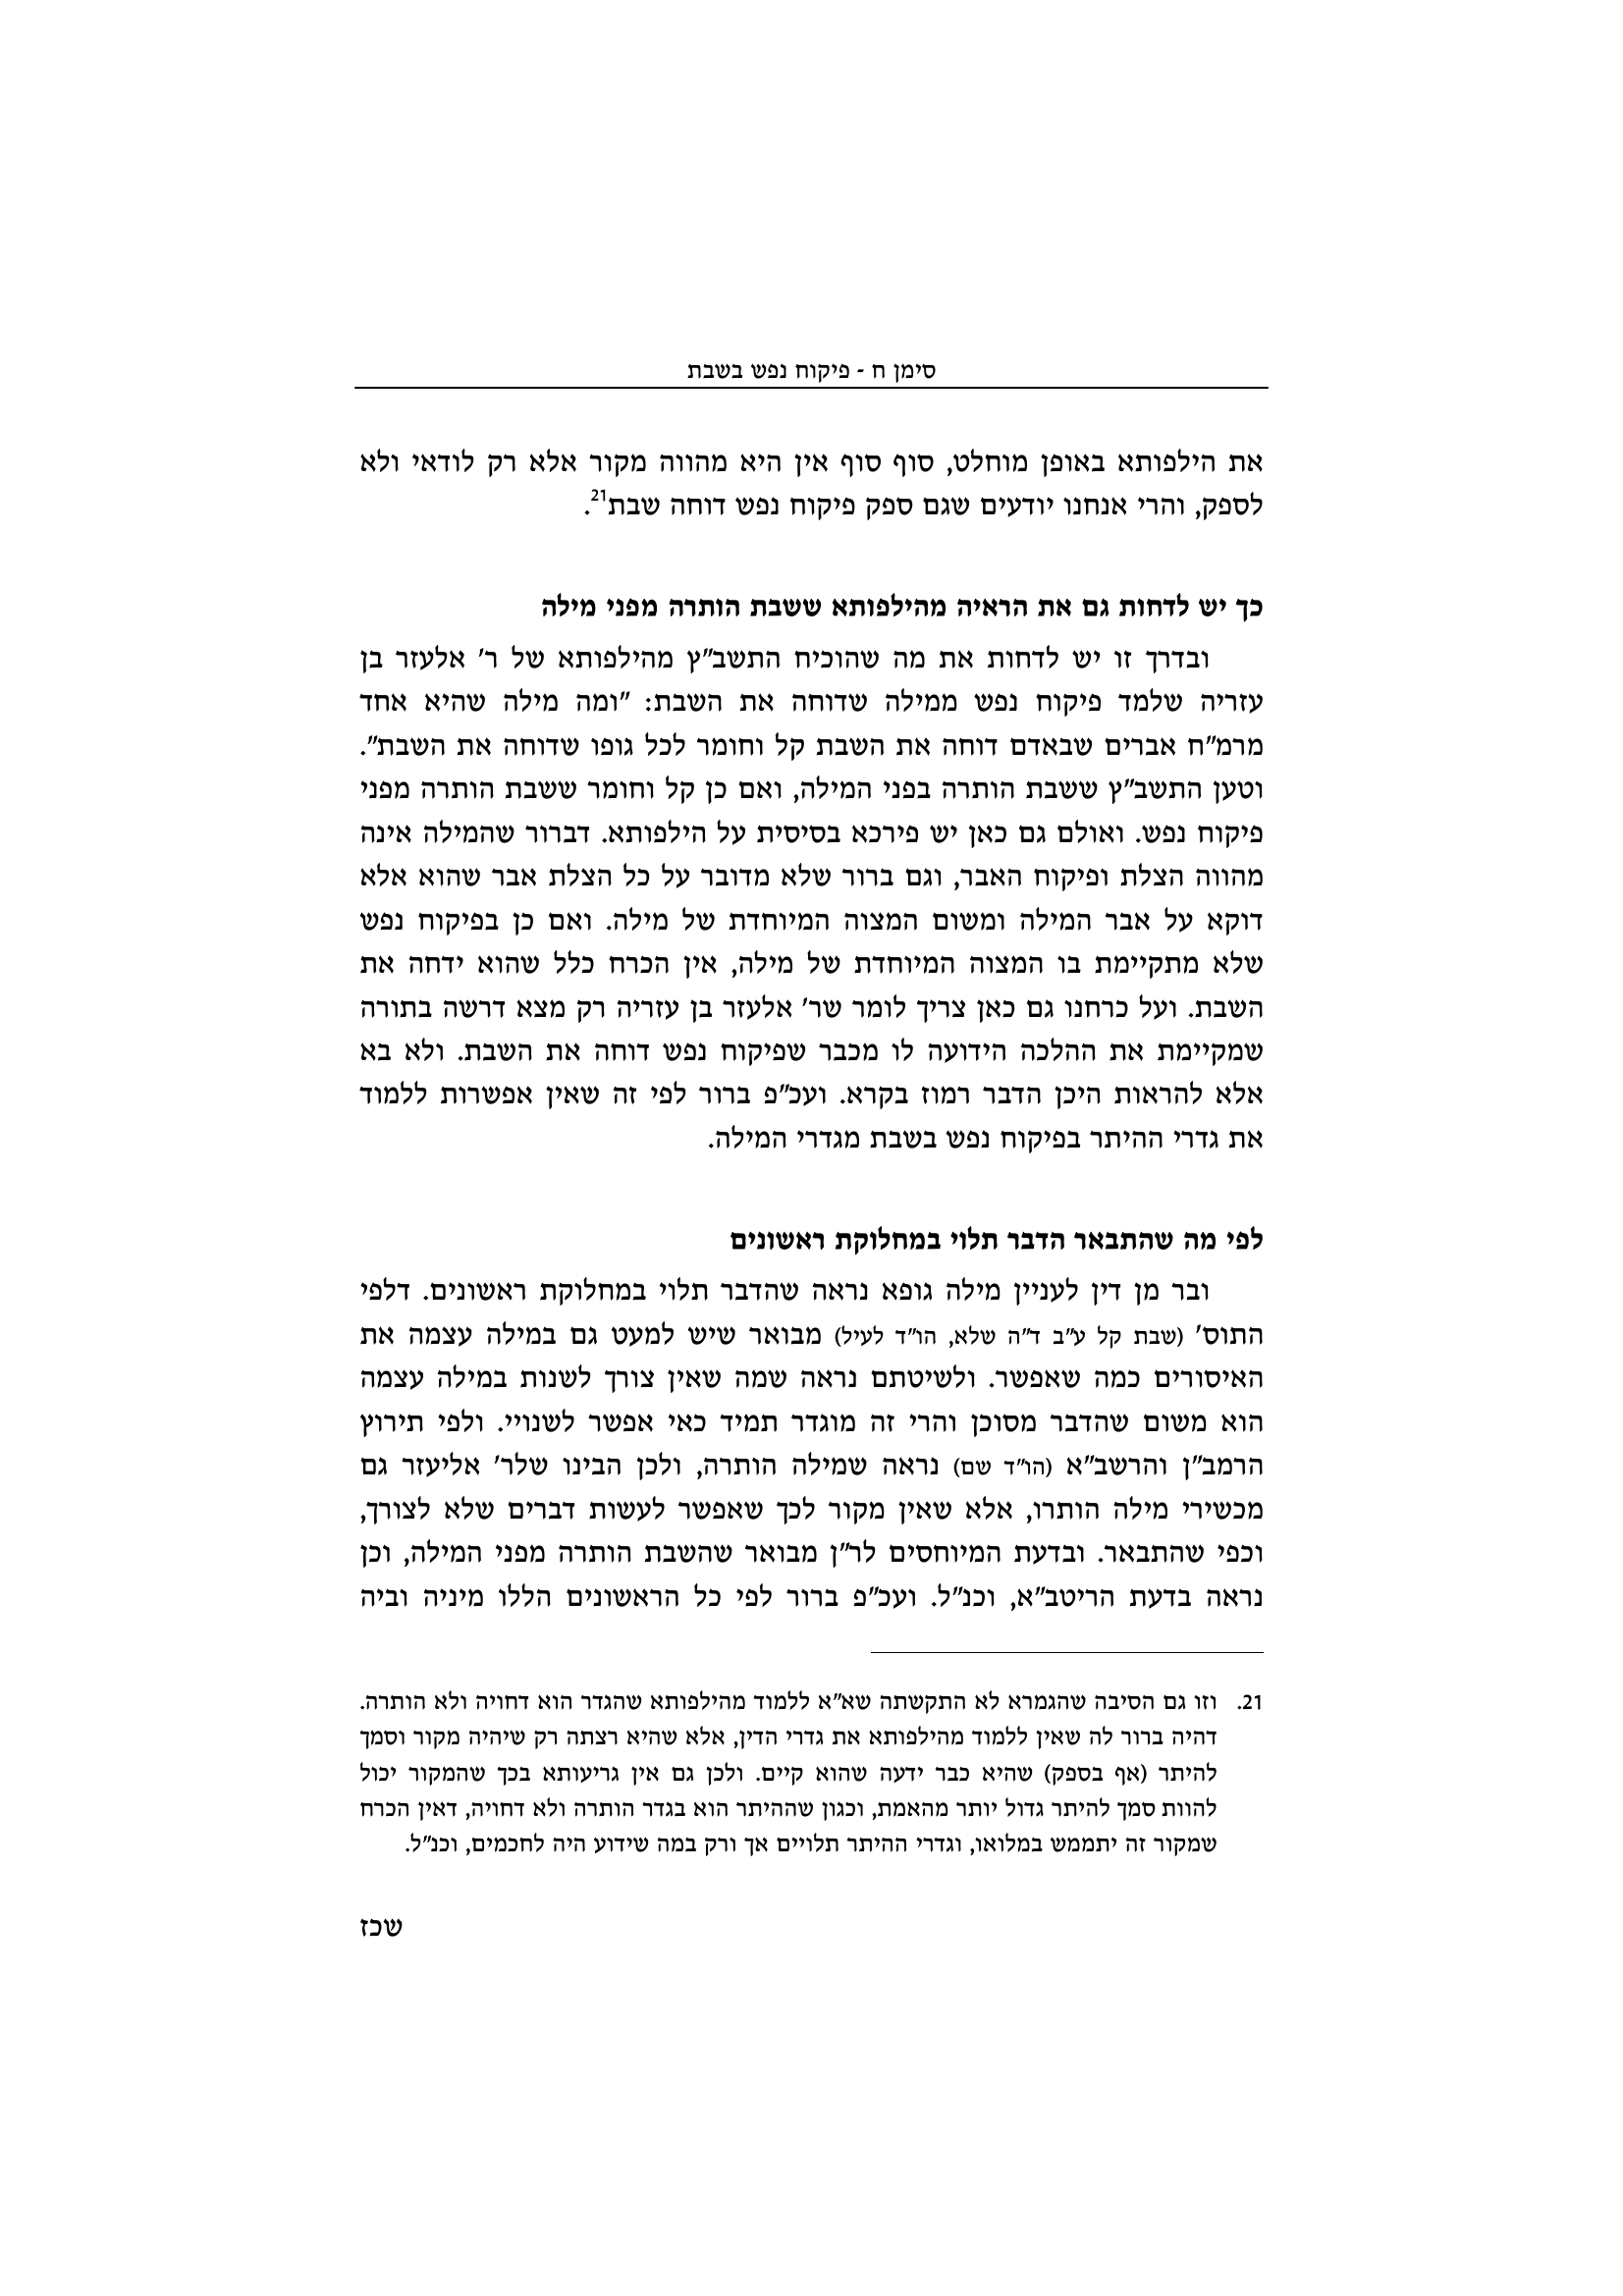 סימן ח - פיקוח נפש בשבת
את הילפותא באופן מוחלט, סוף סוף אין היא מהווה מקור אלא רק לודאי ולא
לספק, והרי אנחנו יודעים שגם ספק פיקוח נפש דוחה שבת21.
כך יש לדחות גם את הראיה מהילפותא ששבת הותרה מפני מילה
ובדרך זו יש לדחות את מה שהוכיח התשב"ץ מהילפותא של ר' אלעזר בן
עזריה שלמד פיקוח נפש ממילה שדוחה את השבת: "ומה מילה שהיא אחד
מרמ"ח אברים שבאדם דוחה את השבת קל וחומר לכל גופו שדוחה את השבת".
וטען התשב"ץ ששבת הותרה בפני המילה, ואם כן קל וחומר ששבת הותרה מפני
פיקוח נפש. ואולם גם כאן יש פירכא בסיסית על הילפותא. דברור שהמילה אינה
מהווה הצלת ופיקוח האבר, וגם ברור שלא מדובר על כל הצלת אבר שהוא אלא
דוקא על אבר המילה ומשום המצוה המיוחדת של מילה. ואם כן בפיקוח נפש
שלא מתקיימת בו המצוה המיוחדת של מילה, אין הכרח כלל שהוא ידחה את
השבת. ועל כרחנו גם כאן צריך לומר שר' אלעזר בן עזריה רק מצא דרשה בתורה
שמקיימת את ההלכה הידועה לו מכבר שפיקוח נפש דוחה את השבת. ולא בא
אלא להראות היכן הדבר רמוז בקרא. ועכ"פ ברור לפי זה שאין אפשרות ללמוד
את גדרי ההיתר בפיקוח נפש בשבת מגדרי המילה.
לפי מה שהתבאר הדבר תלוי במחלוקת ראשונים
ובר מן דין לעניין מילה גופא נראה שהדבר תלוי במחלוקת ראשונים. דלפי
התוס' (שבת קל ע"ב ד"ה שלא, הו"ד לעיל) מבואר שיש למעט גם במילה עצמה את
האיסורים כמה שאפשר. ולשיטתם נראה שמה שאין צורך לשנות במילה עצמה
הוא משום שהדבר מסוכן והרי זה מוגדר תמיד כאי אפשר לשנויי. ולפי תירוץ
הרמב"ן והרשב"א (הו"ד שם) נראה שמילה הותרה, ולכן הבינו שלר' אליעזר גם
מכשירי מילה הותרו, אלא שאין מקור לכך שאפשר לעשות דברים שלא לצורך,
וכפי שהתבאר. ובדעת המיוחסים לר"ן מבואר שהשבת הותרה מפני המילה, וכן
נראה בדעת הריטב"א, וכנ"ל. ועכ"פ ברור לפי כל הראשונים הללו מיניה וביה
21. וזו גם הסיבה שהגמרא לא התקשתה שא"א ללמוד מהילפותא שהגדר הוא דחויה ולא הותרה.
דהיה ברור לה שאין ללמוד מהילפותא את גדרי הדין, אלא שהיא רצתה רק שיהיה מקור וסמך
להיתר (אף בספק) שהיא כבר ידעה שהוא קיים. ולכן גם אין גריעותא בכך שהמקור יכול
להוות סמך להיתר גדול יותר מהאמת, וכגון שההיתר הוא בגדר הותרה ולא דחויה, דאין הכרח
שמקור זה יתממש במלואו, וגדרי ההיתר תלויים אך ורק במה שידוע היה לחכמים, וכנ"ל.
שכז